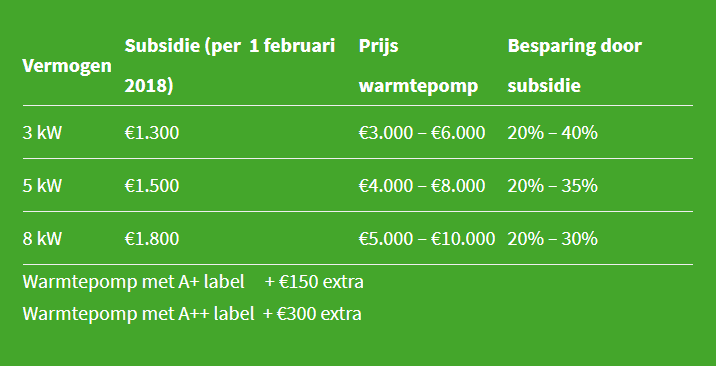 Vermogen Subsidie (per 1 februari 2018) Prijs warmtepomp Besparing door subsidie
3 kW €1.300 €3.000 – €6.000 20% – 40%
5 kW €1.500 €4.000 – €8.000 20% – 35%
8 kW €1.800 €5.000 – €10.000 20% – 30%
Warmtepomp met A+ label + €150 extra
Warmtepomp met A++ label + €300 extra